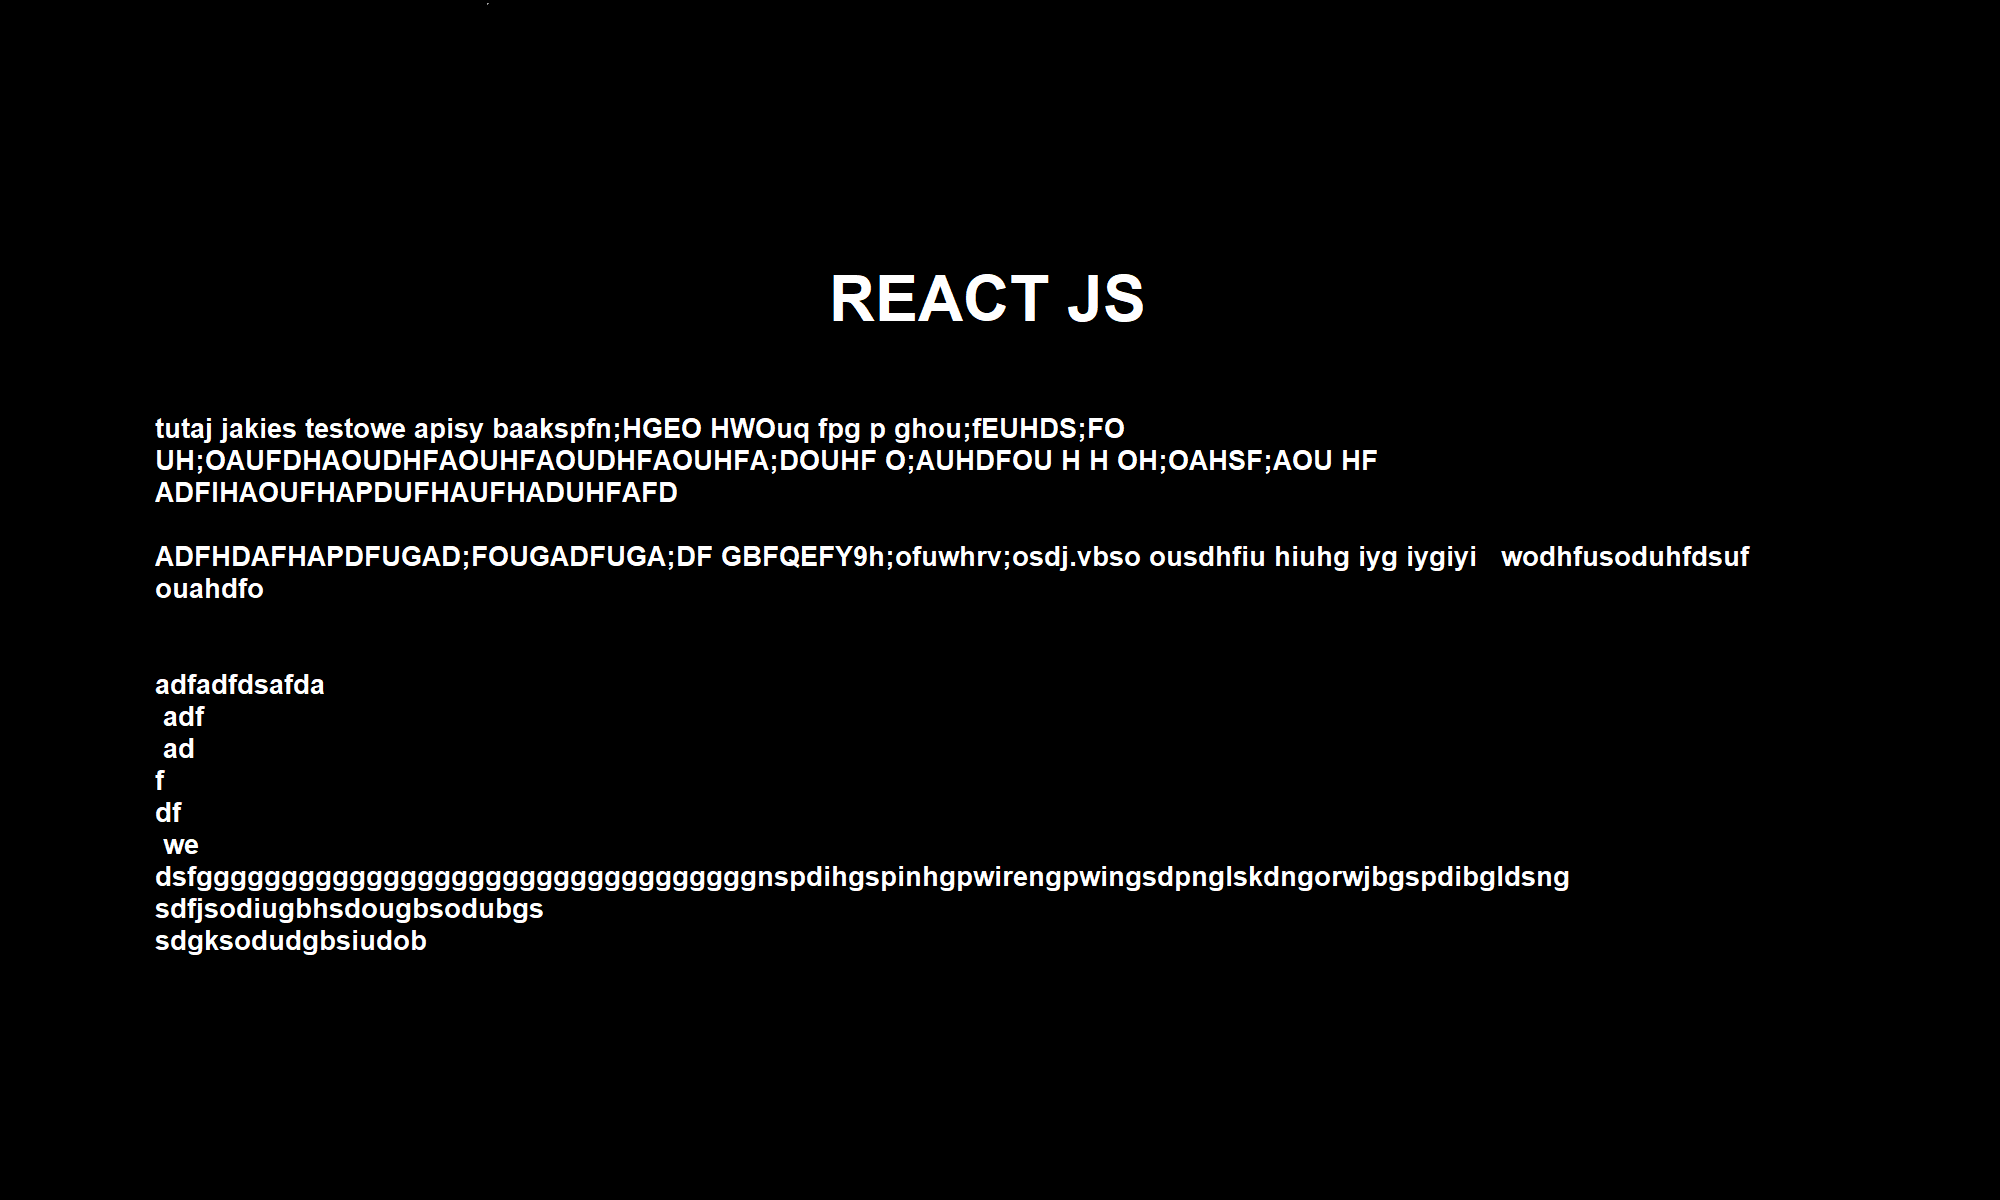 REACT JS
tutaj jakies testowe apisy baakspfn;HGEO HWOuq fpg p ghou;fEUHDS;FO
UH;OAUFDHAOUDHFAOUHFAOUDHFAOUHFA;DOUHF O;AUHDFOU H H OH;OAHSF;AOU HF
ADFIHAOUFHAPDUFHAUFHADUHFAFD
ADFHDAFHAPDFUGAD;FOUGADFUGA;DF GBFQEFY9h;ofuwhrv;osdj.vbso ousdhfiu hiuhg iyg iygiyi   wodhfusoduhfdsuf
ouahdfo
adfadfdsafda
adf
ad
f
df
we
dsfgggggggggggggggggggggggggggggggggnspdihgspinhgpwirengpwingsdpnglskdngorwjbgspdibgldsng
sdfjsodiugbhsdougbsodubgs
sdgksodudgbsiudob